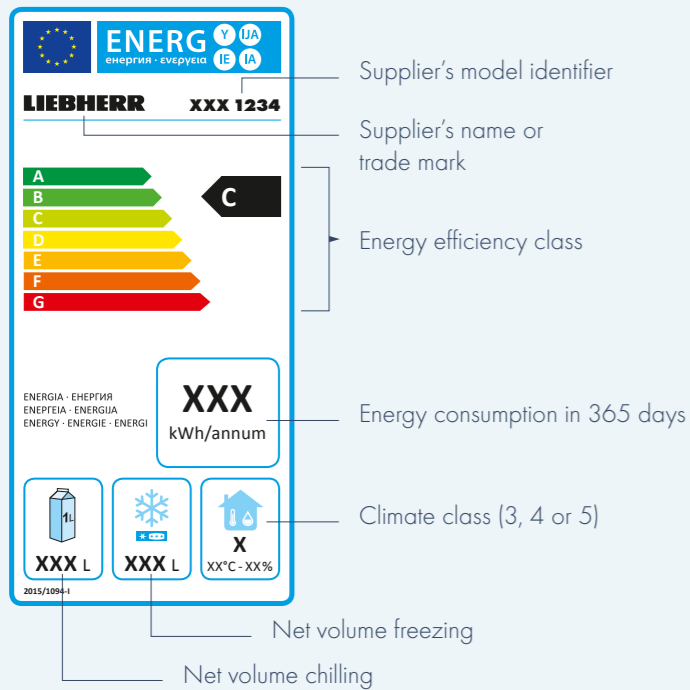 ENERG Y IJA
енергия · ενεργεια IE IA
LIEBHERR XXX 1234
Supplier's model identifier
Supplier's name or
trade mark
A
B
C
D
E
F
G
C
Energy efficiency class
ENERGIA · ЕНЕРГИЯ
ΕΝΕΡΓΕΙΑ · ENERGIJA
ENERGY · ENERGIE · ENERGI
XXX
kWh/annum
Energy consumption in 365 days
1L
XXX L
XXX L
X
XX°C - XX%
Climate class (3, 4 or 5)
2015/1094-I
Net volume freezing
Net volume chilling